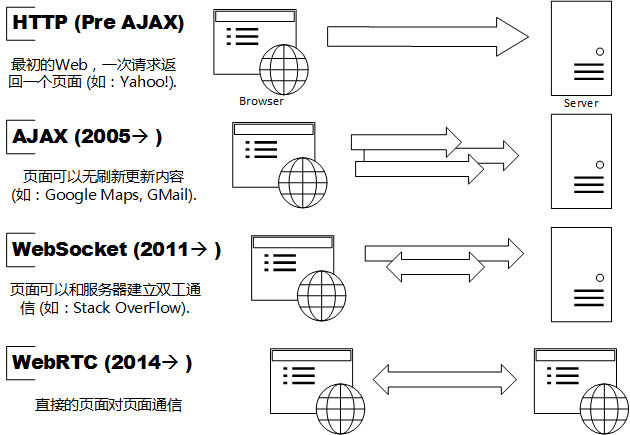 HTTP (Pre AJAX)
最初的Web，一次请求返
回一个页面 (如：Yahoo!).
Browser
Server
AJAX (2005→ )
页面可以无刷新更新内容
(如：Google Maps, GMail).
WebSocket (2011→ )
页面可以和服务器建立双工通
信 (如：Stack OverFlow).
WebRTC (2014→ )
直接的页面对页面通信